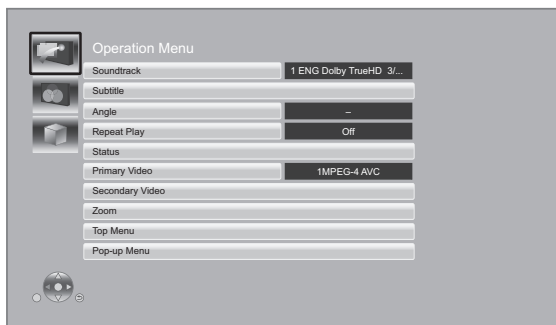 Operation Menu
Soundtrack 1 ENG Dolby TrueHD 3/...
Subtitle
Angle –
Repeat Play Off
Status
Primary Video 1MPEG-4 AVC
Secondary Video
Zoom
Top Menu
Pop-up Menu